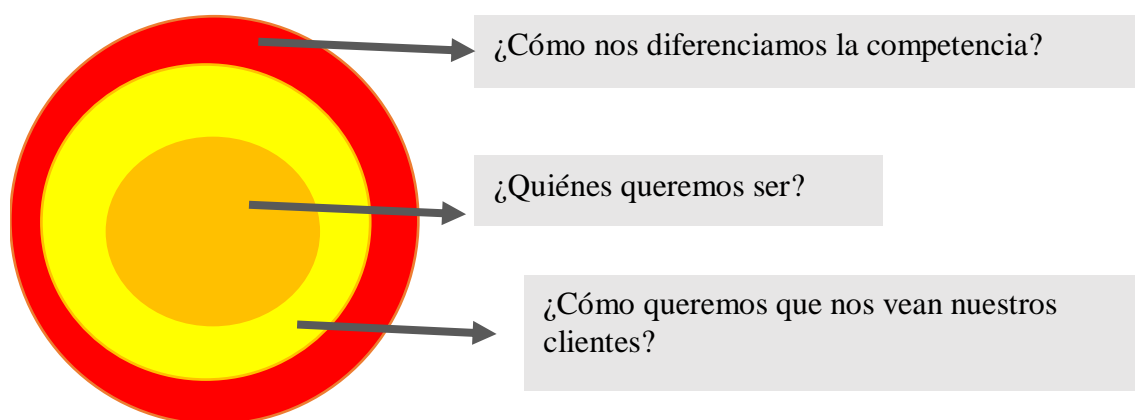 ¿Cómo nos diferenciamos la competencia?
¿Quiénes queremos ser?
¿Cómo queremos que nos vean nuestros
clientes?